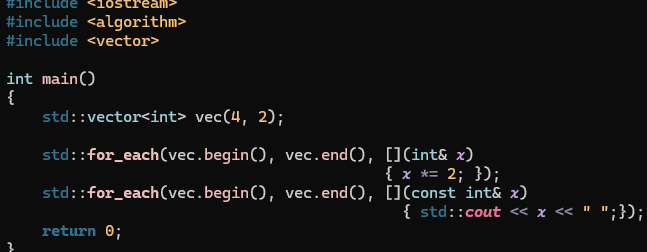 #include <iostream>
#include <algorithm>
#include <vector>
int main()
{
    std::vector<int> vec(4, 2);
    std::for_each(vec.begin(), vec.end(), [](int& x)
                                        { x *= 2; });
    std::for_each(vec.begin(), vec.end(), [](const int& x)
                                          { std::cout << x << " ";});
    return 0;
}